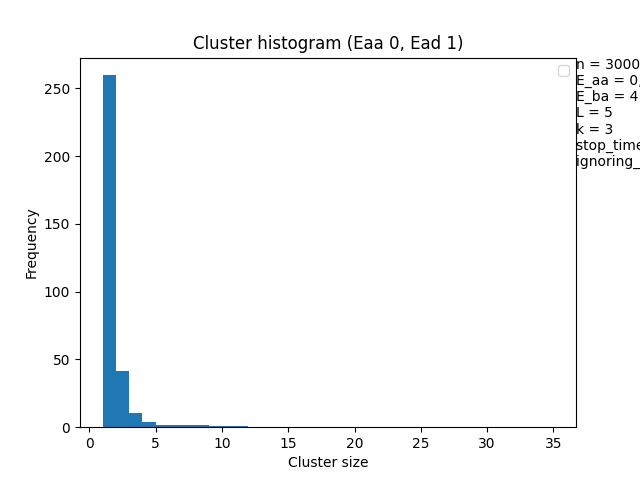 Cluster histogram (Eaa 0, Ead 1)
n = 3000
E_aa = 0,
E_ba = 4
L = 5
k = 3
stop_time
ignoring_
Frequency
250
200
150
100
50
0
0 5 10 15 20 25 30 35
Cluster size